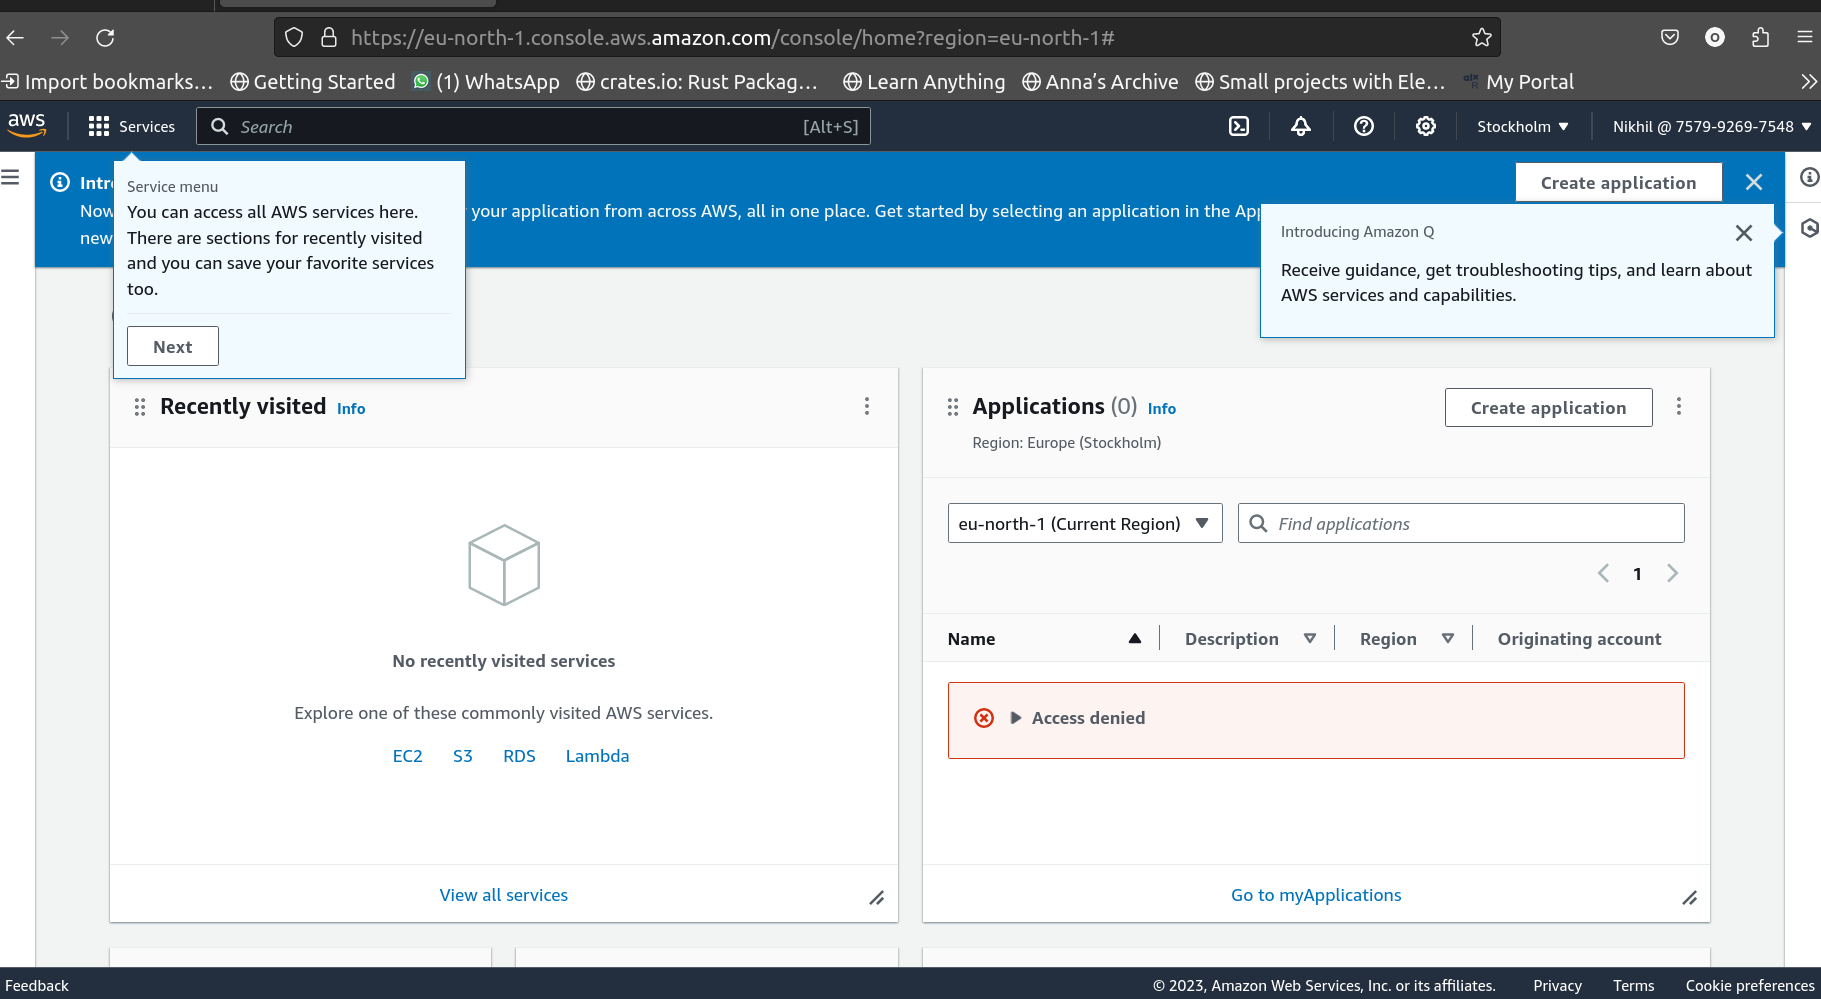 https://eu-north-1.console.aws.amazon.com/console/home?region=eu-north-1#
Import bookmarks... Getting Started (1) WhatsApp crates.io: Rust Packag... Learn Anything Anna's Archive Small projects with Ele... My Portal
aws Services Search [Alt+S] Stockholm Nikhil @ 7579-9269-7548
Service menu
You can access all AWS services here.
There are sections for recently visited
and you can save your favorite services
too.
Next
Create application
your application from across AWS, all in one place. Get started by selecting an application in the
Now
new
Introducing Amazon Q
Receive guidance, get troubleshooting tips, and learn about
AWS services and capabilities.
Recently visited Info
No recently visited services
Explore one of these commonly visited AWS services.
EC2 S3 RDS Lambda
View all services
Applications (0) Info
Create application
Region: Europe (Stockholm)
eu-north-1 (Current Region) Find applications
1
Name Description Region Originating account
Access denied
Go to myApplications
Feedback © 2023, Amazon Web Services, Inc. or its affiliates. Privacy Terms Cookie preferences